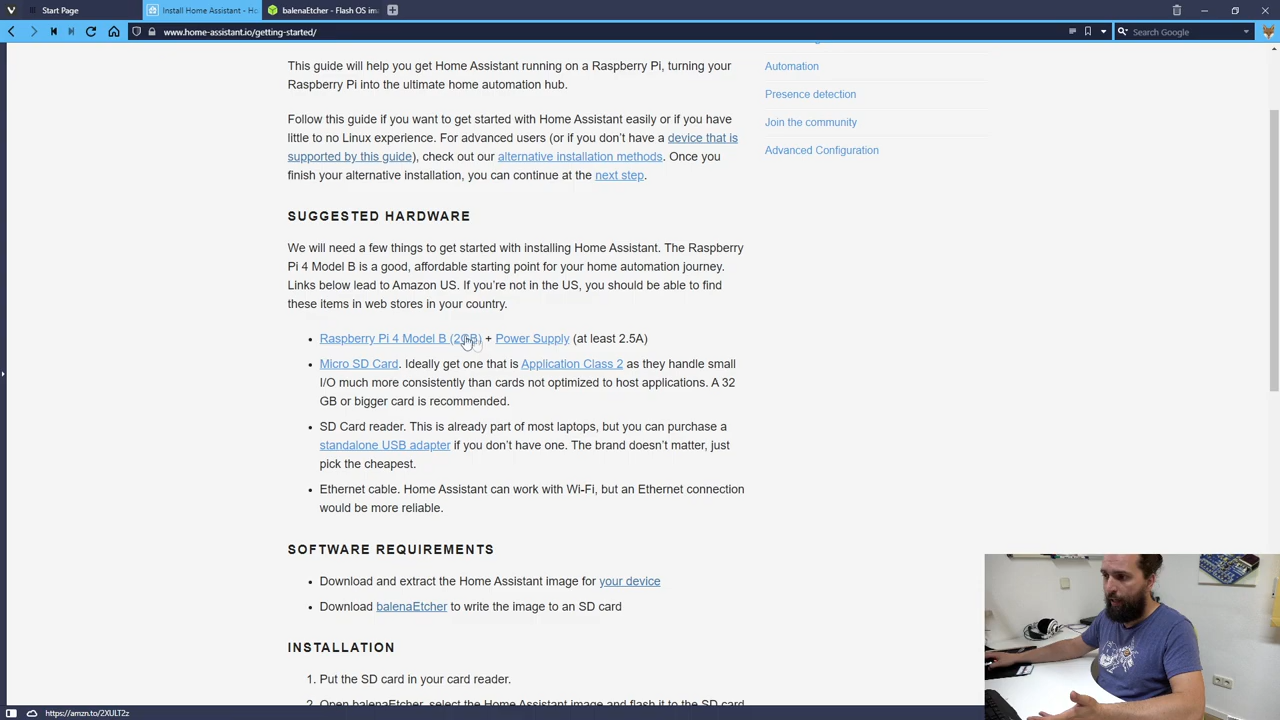 Start Page
Install Home Assistant - Ho
balenaEtcher - Flash OS im
www.home-assistant.io/getting-started/
Search Google
This guide will help you get Home Assistant running on a Raspberry Pi, turning your
Raspberry Pi into the ultimate home automation hub.
Follow this guide if you want to get started with Home Assistant easily or if you have
little to no Linux experience. For advanced users (or if you don't have a device that is
supported by this guide), check out our alternative installation methods. Once you
finish your alternative installation, you can continue at the next step.
SUGGESTED HARDWARE
We will need a few things to get started with installing Home Assistant. The Raspberry
Pi 4 Model B is a good, affordable starting point for your home automation journey.
Links below lead to Amazon US. If you're not in the US, you should be able to find
these items in web stores in your country.
• Raspberry Pi 4 Model B (2GB) + Power Supply (at least 2.5A)
• Micro SD Card. Ideally get one that is Application Class 2 as they handle small
I/O much more consistently than cards not optimized to host applications. A 32
GB or bigger card is recommended.
• SD Card reader. This is already part of most laptops, but you can purchase a
standalone USB adapter if you don't have one. The brand doesn't matter, just
pick the cheapest.
• Ethernet cable. Home Assistant can work with Wi-Fi, but an Ethernet connection
would be more reliable.
SOFTWARE REQUIREMENTS
• Download and extract the Home Assistant image for your device
• Download balenaEtcher to write the image to an SD card
INSTALLATION
1. Put the SD card in your card reader.
2. Open balenaEtcher, select the Home Assistant image and flash it to the SD card
Automation
Presence detection
Join the community
Advanced Configuration
https://amzn.to/2XULT2z